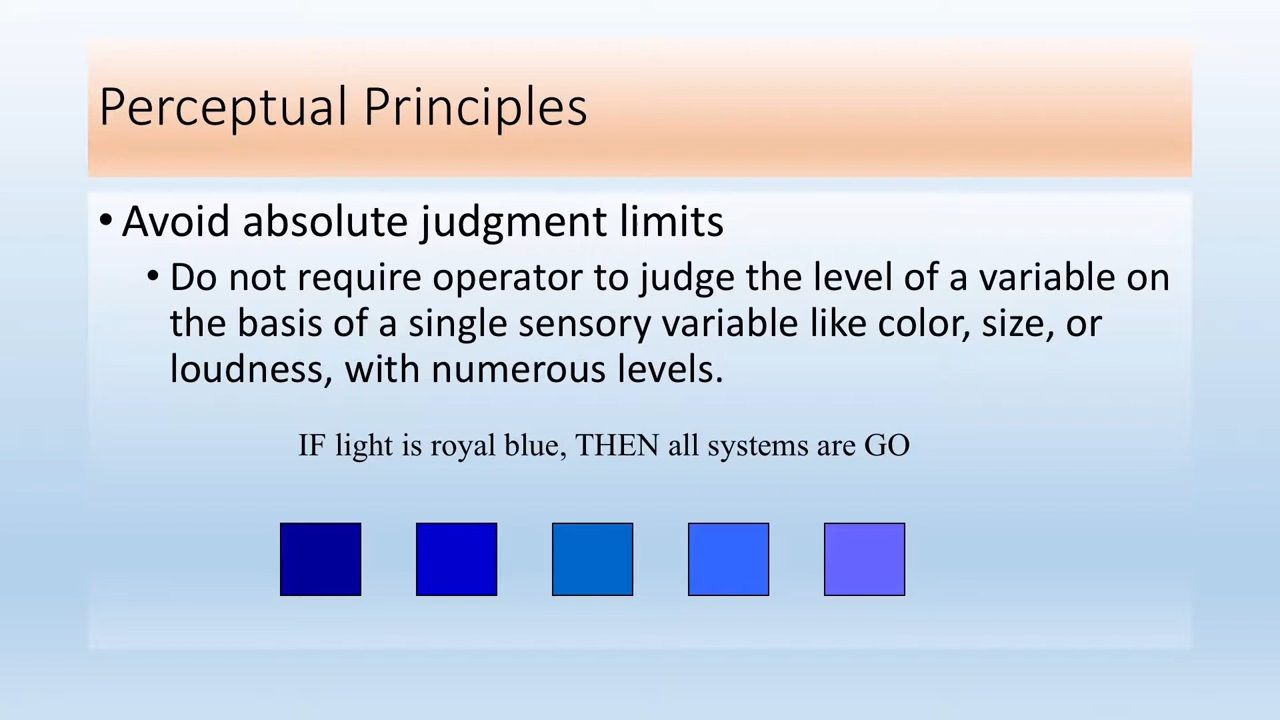 Perceptual Principles
• Avoid absolute judgment limits
• Do not require operator to judge the level of a variable on
the basis of a single sensory variable like color, size, or
loudness, with numerous levels.
IF light is royal blue, THEN all systems are GO